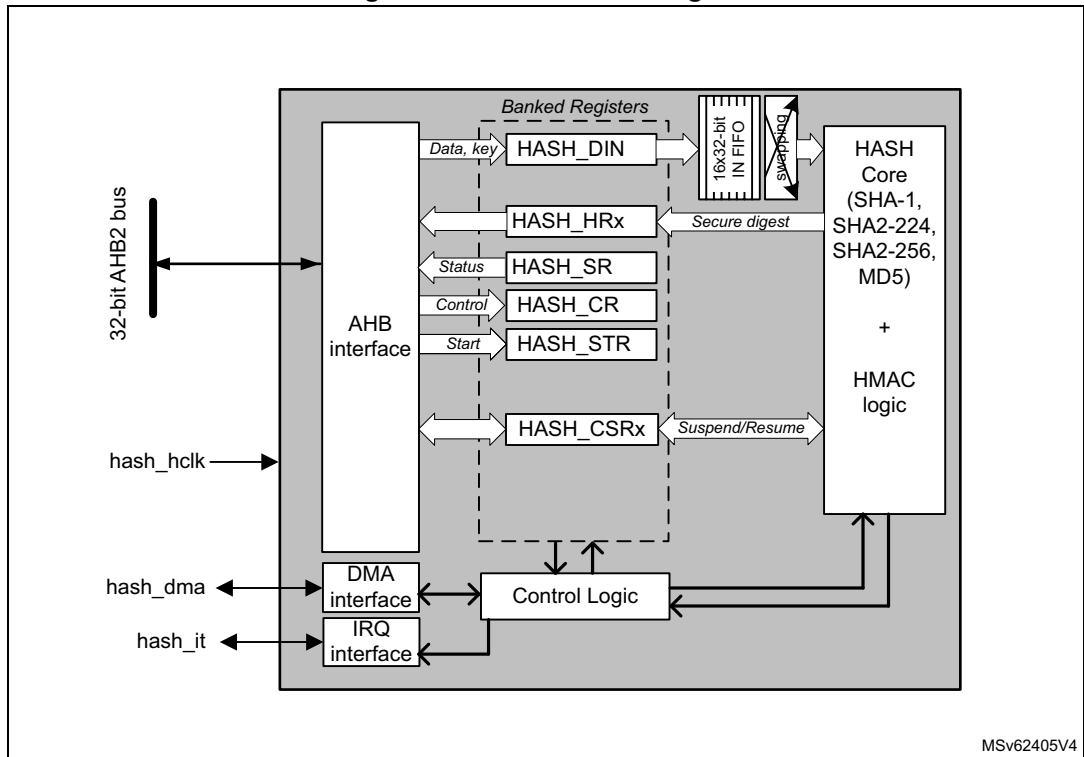 Banked Registers
32-bit AHB2 bus
AHB
interface
Data, key
HASH_DIN
16x32-bit
IN FIFO
swapping
HASH
Core
(SHA-1,
SHA2-224,
SHA2-256,
MD5)
+
HMAC
logic
HASH_HRx
Secure digest
Status
HASH_SR
Control
HASH_CR
Start
HASH_STR
HASH_CSRx
Suspend/Resume
hash_hclk
hash_dma
DMA
interface
Control Logic
hash_it
IRQ
interface
MSv62405V4